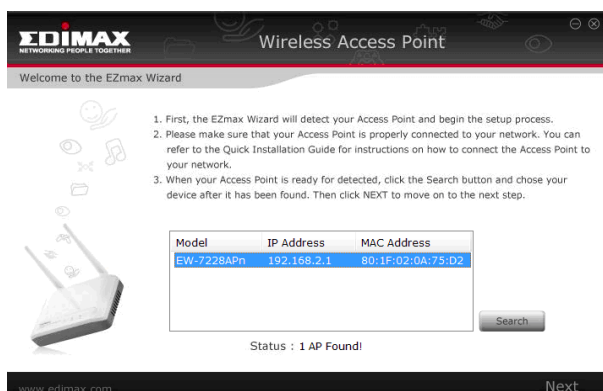 EDIMAX
NETWORKING PEOPLE TOGETHER
Wireless Access Point
Welcome to the EZmax Wizard
1. First, the EZmax Wizard will detect your Access Point and begin the setup process.
2. Please make sure that your Access Point is properly connected to your network. You can
refer to the Quick Installation Guide for instructions on how to connect the Access Point to
your network.
3. When your Access Point is ready for detected, click the Search button and chose your
device after it has been found. Then click NEXT to move on to the next step.
Model IP Address MAC Address
EW-7228APn 192.168.2.1 80:1F:02:0A:75:D2
Search
Status : 1 AP Found!
www.edimax.com Next